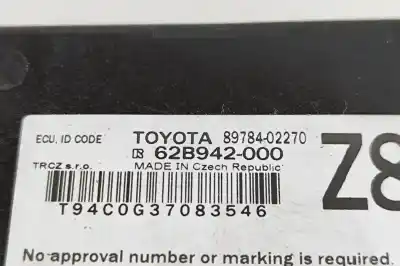 ECU, ID CODE TOYOTA 89784-02270
62B942-000
TRCZ s.r.o. MADE IN Czech Republic
Z8
T94C0G37083546
No approval number or marking is required.